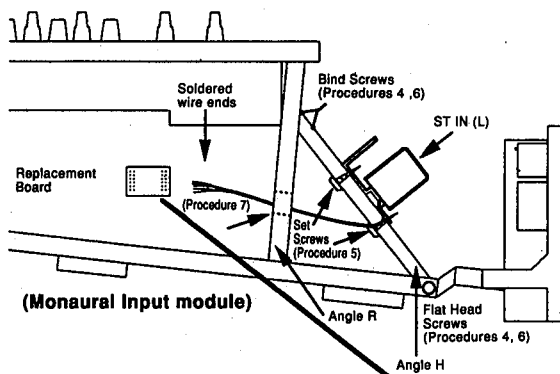 Soldered
wire ends
Bind Screws
(Procedures 4 ,6)
ST IN (L)
Replacement
Board
(Procedure 7)
Set
Screws
(Procedure 5)
(Monaural Input module)
Angle R
Flat Head
Screws
(Procedures 4, 6)
Angle H